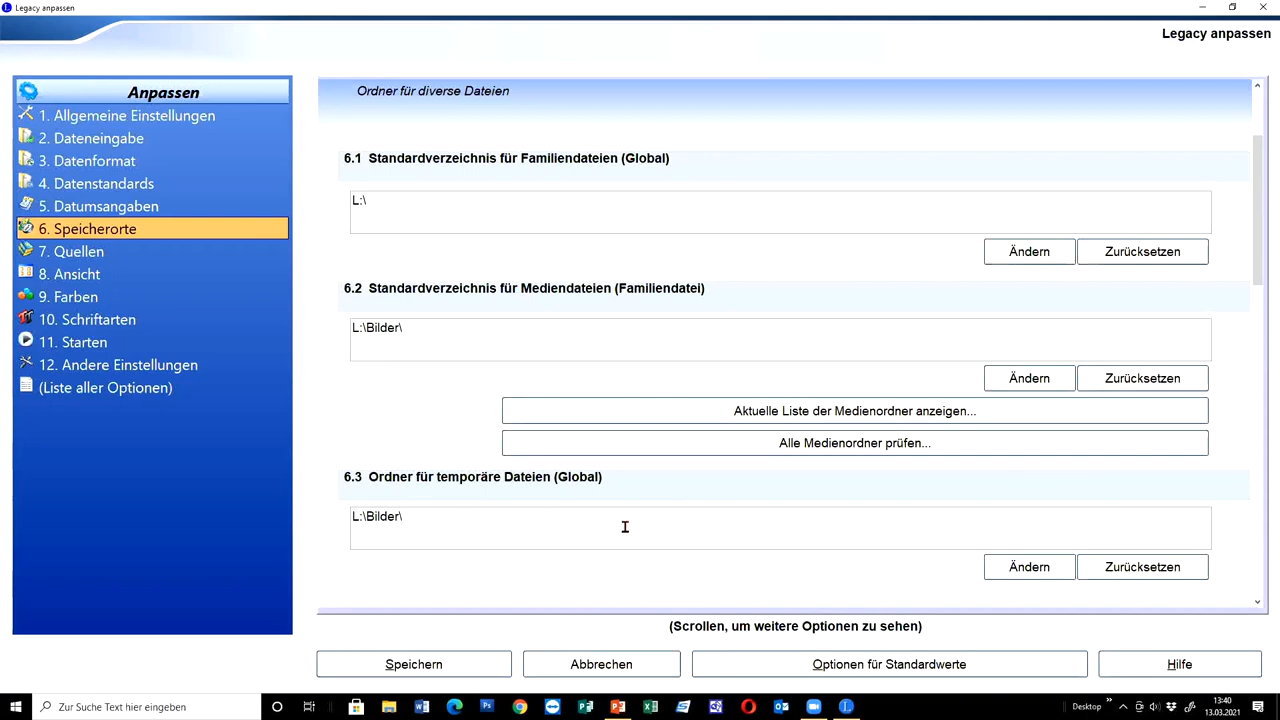 Legacy anpassen
Legacy anpassen
Anpassen
1. Allgemeine Einstellungen
2. Dateneingabe
3. Datenformat
4. Datenstandards
5. Datumsangaben
6. Speicherorte
7. Quellen
8. Ansicht
9. Farben
10. Schriftarten
11. Starten
12. Andere Einstellungen
(Liste aller Optionen)
Ordner für diverse Dateien
6.1 Standardverzeichnis für Familiendateien (Global)
L:\
Ändern Zurücksetzen
6.2 Standardverzeichnis für Mediendateien (Familiendatei)
L:\Bilder\
Ändern Zurücksetzen
Aktuelle Liste der Medienordner anzeigen...
Alle Medienordner prüfen...
6.3 Ordner für temporäre Dateien (Global)
L:\Bilder\
Ändern Zurücksetzen
(Scrollen, um weitere Optionen zu sehen)
Speichern Abbrechen Optionen für Standardwerte Hilfe
Zur Suche Text hier eingeben
Desktop
13:40
13.03.2021